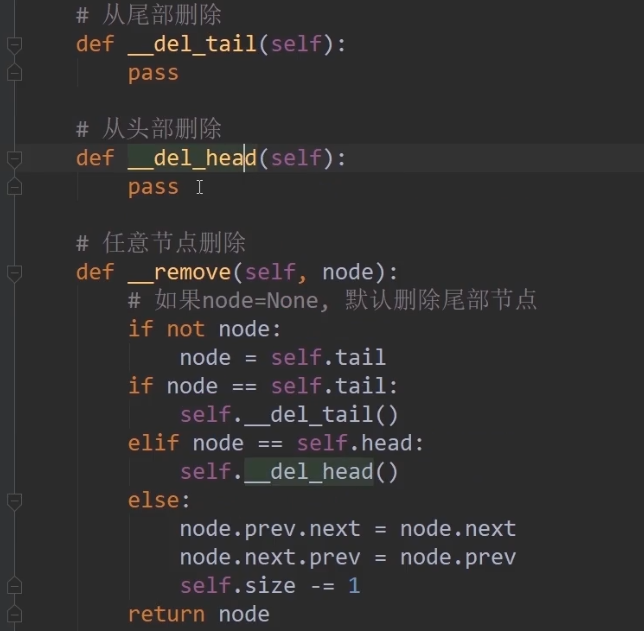 # 从尾部删除
def __del_tail(self):
pass
# 从头部删除
def __del_head(self):
pass
# 任意节点删除
def __remove(self, node):
# 如果node=None, 默认删除尾部节点
if not node:
node = self.tail
if node == self.tail:
self.__del_tail()
elif node == self.head:
self.__del_head()
else:
node.prev.next = node.next
node.next.prev = node.prev
self.size -= 1
return node